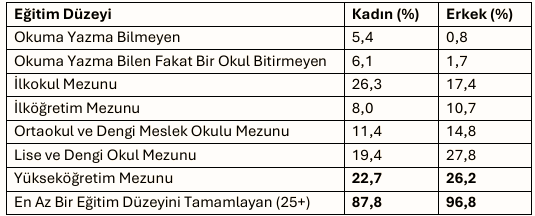 Eğitim Düzeyi Kadın (%) Erkek (%)
Okuma Yazma Bilmeyen 5,4 0,8
Okuma Yazma Bilen Fakat Bir Okul Bitirmeyen 6,1 1,7
İlkokul Mezunu 26,3 17,4
İlköğretim Mezunu 8,0 10,7
Ortaokul ve Dengi Meslek Okulu Mezunu 11,4 14,8
Lise ve Dengi Okul Mezunu 19,4 27,8
Yükseköğretim Mezunu 22,7 26,2
En Az Bir Eğitim Düzeyini Tamamlayan (25+) 87,8 96,8